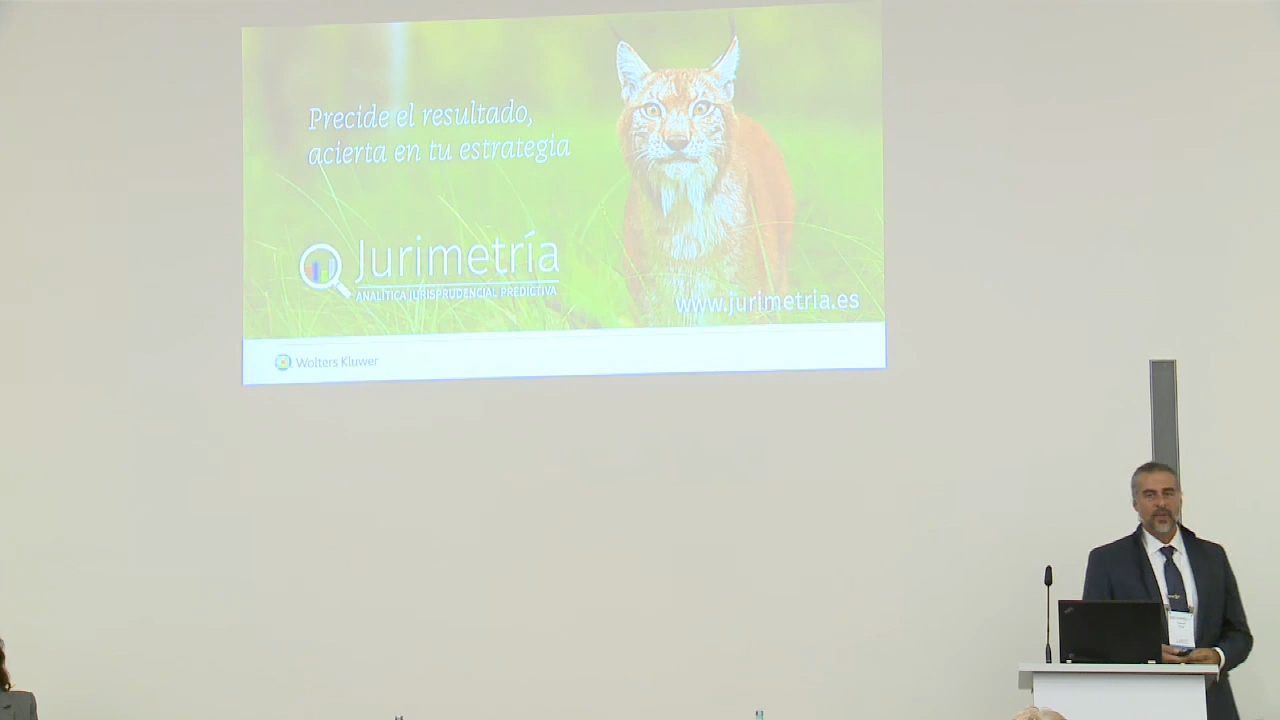 Precide el resultado,
acierta en tu estrategia
Jurimetría
ANALÍTICA JURISPRUDENCIAL PREDICTIVA
www.jurimetria.es
Wolters Kluwer